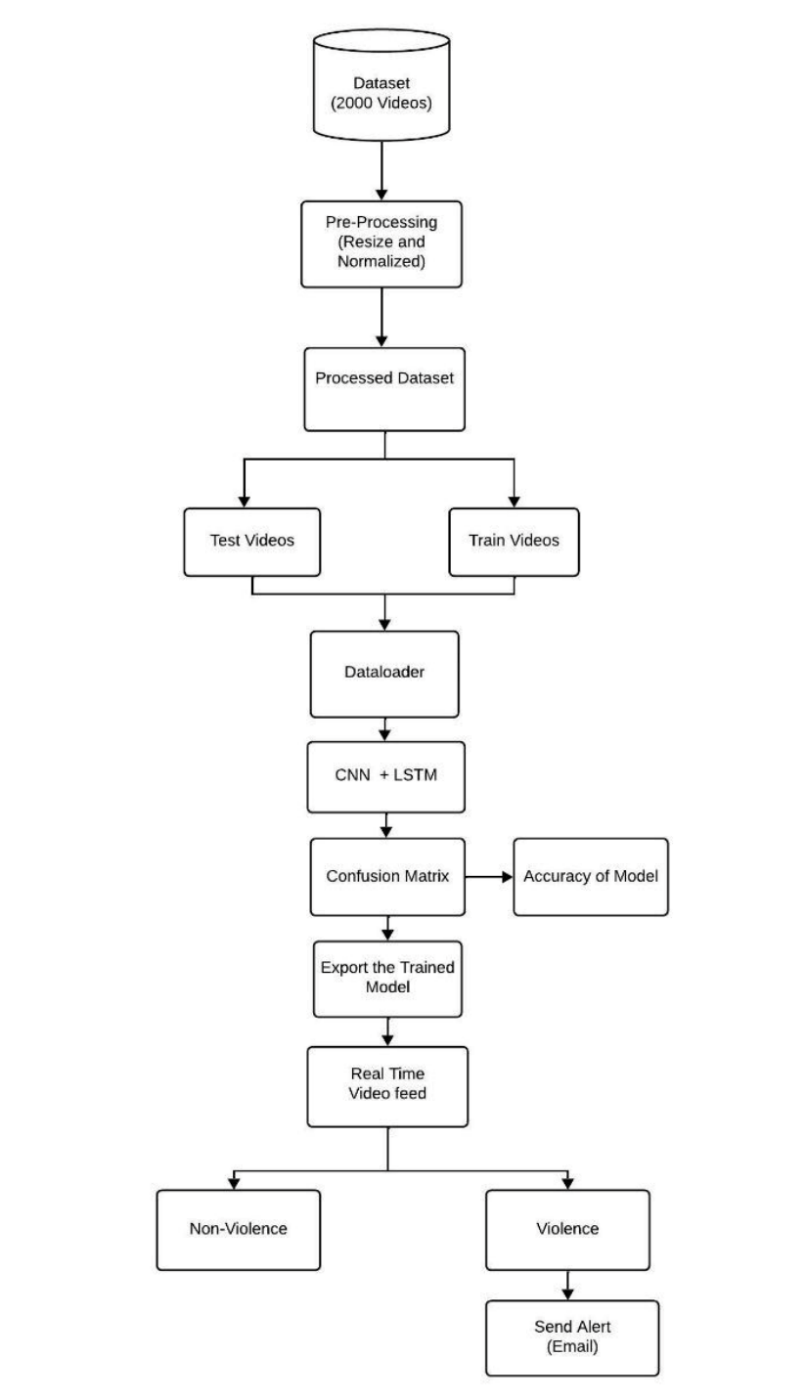 Dataset
(2000 Videos)
Pre-Processing
(Resize and
Normalized)
Processed Dataset
Test Videos
Train Videos
Dataloader
CNN + LSTM
Confusion Matrix
Accuracy of Model
Export the Trained
Model
Real Time
Video feed
Non-Violence
Violence
Send Alert
(Email)